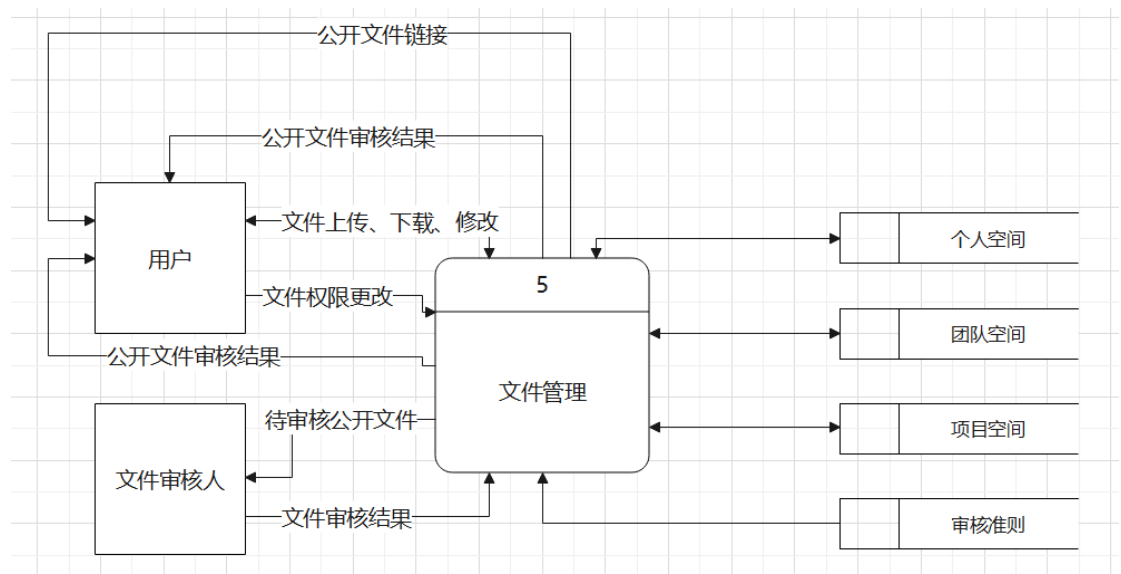 公开文件链接
公开文件审核结果
文件上传、下载、修改
用户
个人空间
5
文件权限更改
团队空间
公开文件审核结果
文件管理
待审核公开文件
项目空间
文件审核人
文件审核结果
审核准则